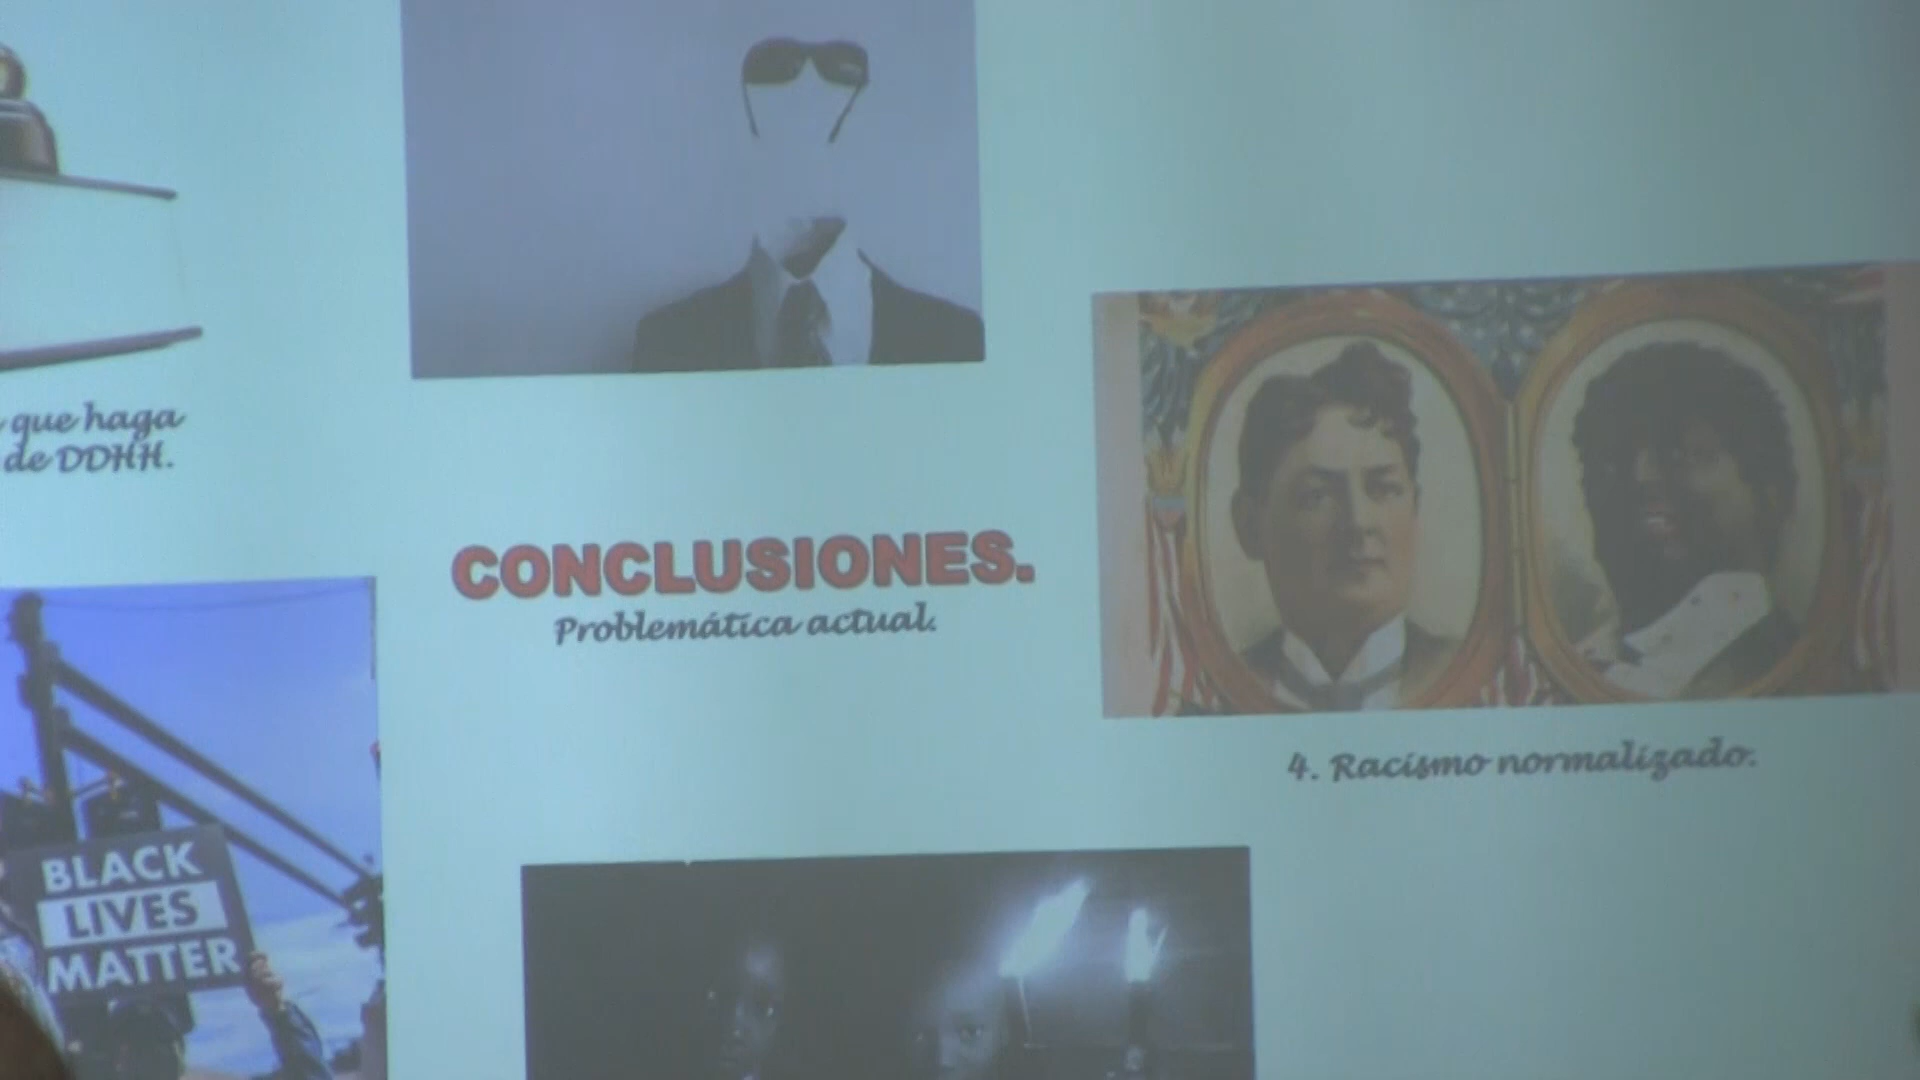 que haga
de DDHH.
CONCLUSIONES.
Problemática actual.
4. Racismo normalizado.
BLACK
LIVES
MATTER